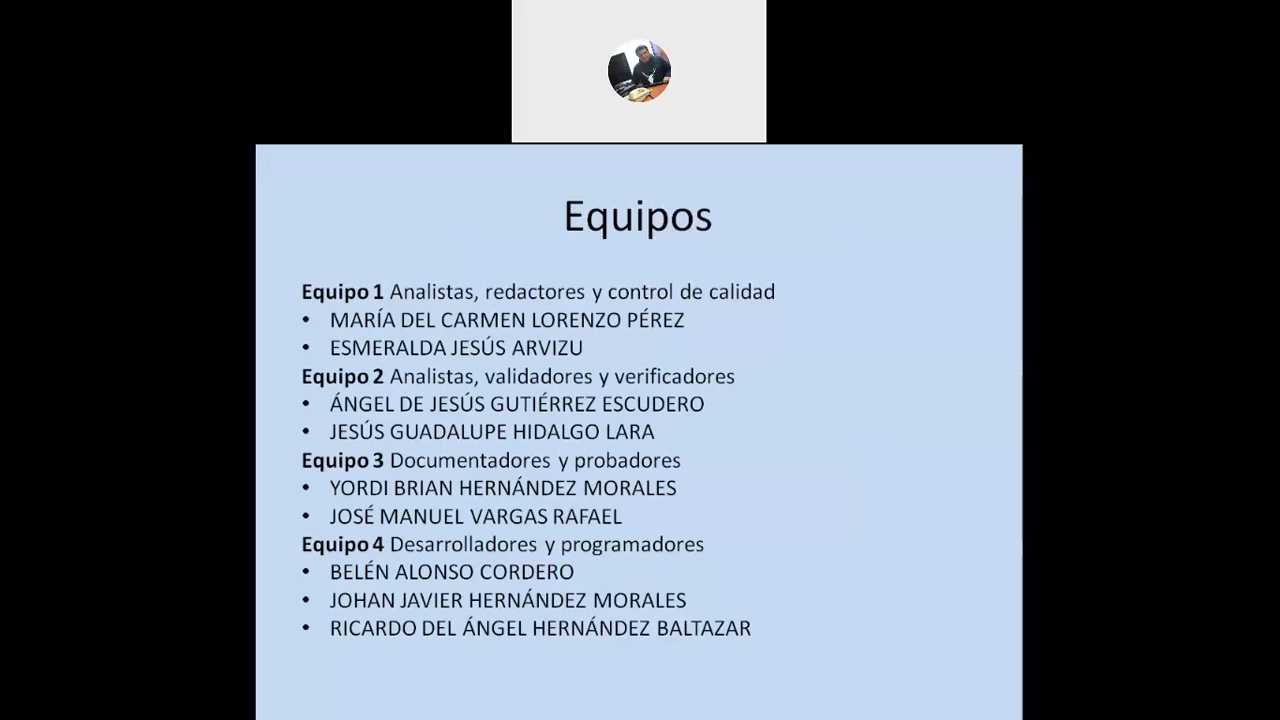 Equipos
Equipo 1 Analistas, redactores y control de calidad
• MARÍA DEL CARMEN LORENZO PÉREZ
• ESMERALDA JESÚS ARVIZU
Equipo 2 Analistas, validadores y verificadores
• ÁNGEL DE JESÚS GUTIÉRREZ ESCUDERO
• JESÚS GUADALUPE HIDALGO LARA
Equipo 3 Documentadores y probadores
• YORDI BRIAN HERNÁNDEZ MORALES
• JOSÉ MANUEL VARGAS RAFAEL
Equipo 4 Desarrolladores y programadores
• BELÉN ALONSO CORDERO
• JOHAN JAVIER HERNÁNDEZ MORALES
• RICARDO DEL ÁNGEL HERNÁNDEZ BALTAZAR